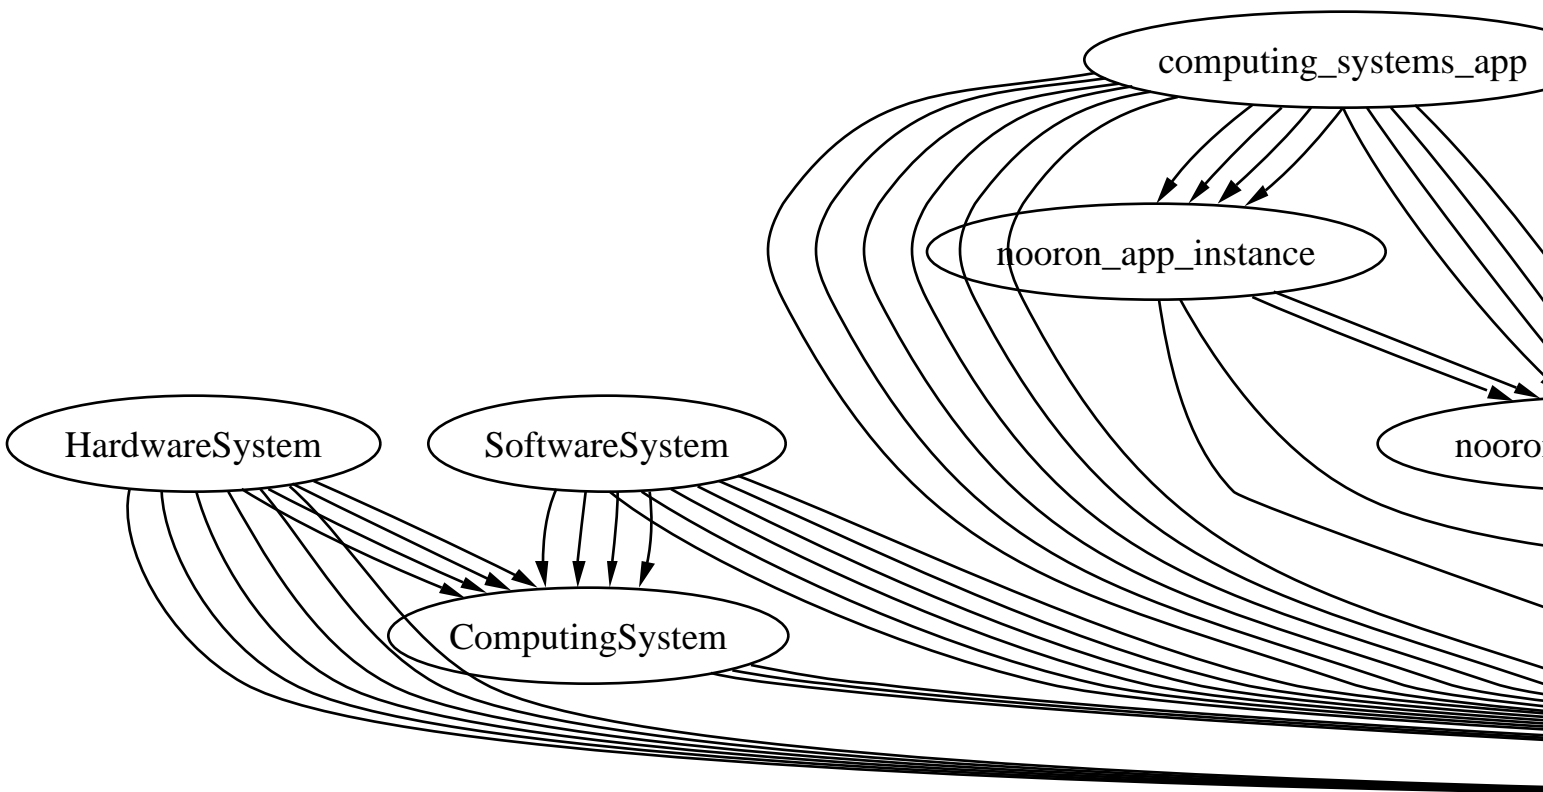 computing_systems_app
nooron_app_instance
HardwareSystem
SoftwareSystem
ComputingSystem